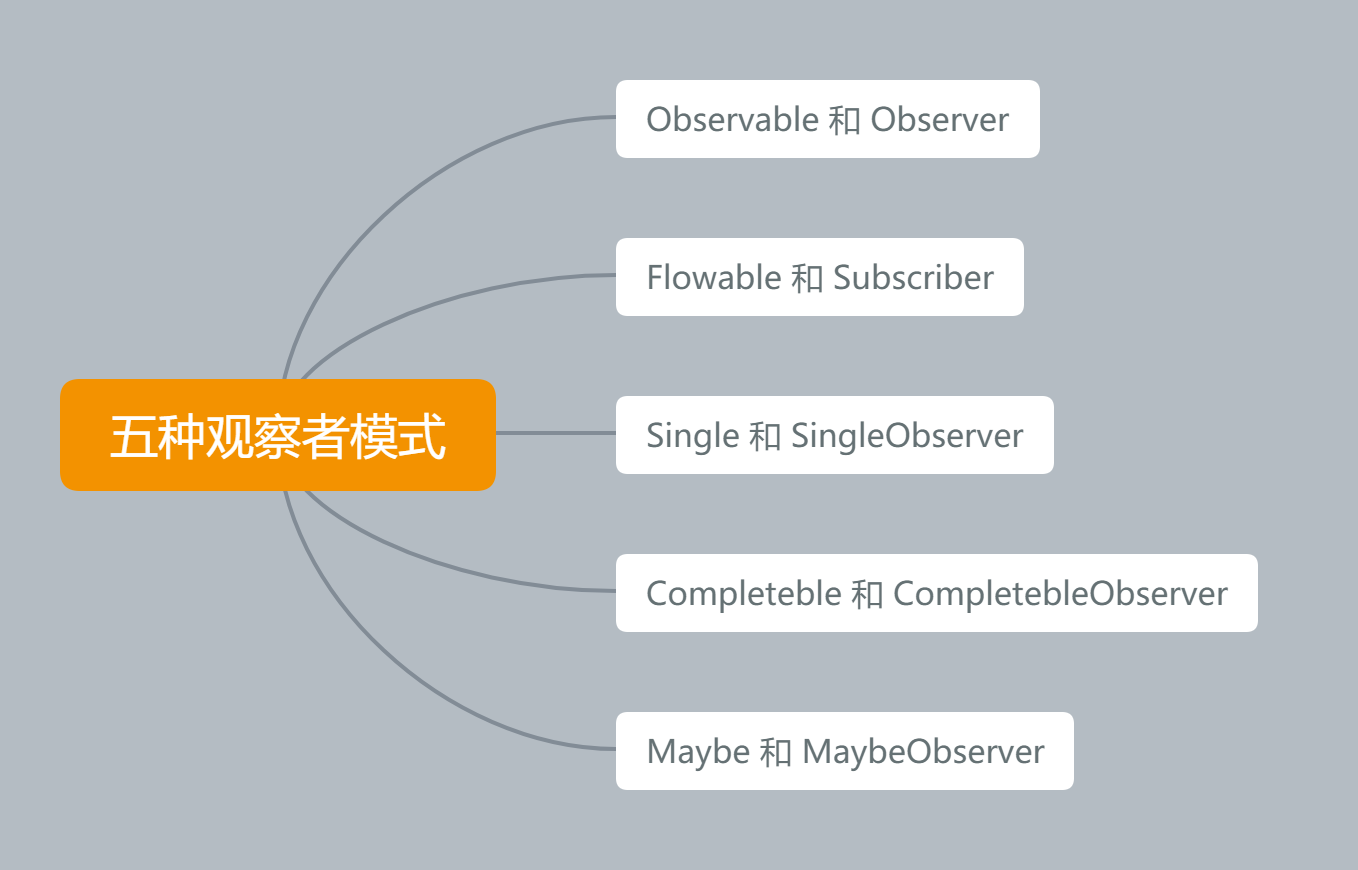 Observable 和 Observer
Flowable 和 Subscriber
五种观察者模式
Single 和 SingleObserver
Completeble 和 CompletebleObserver
Maybe 和 MaybeObserver